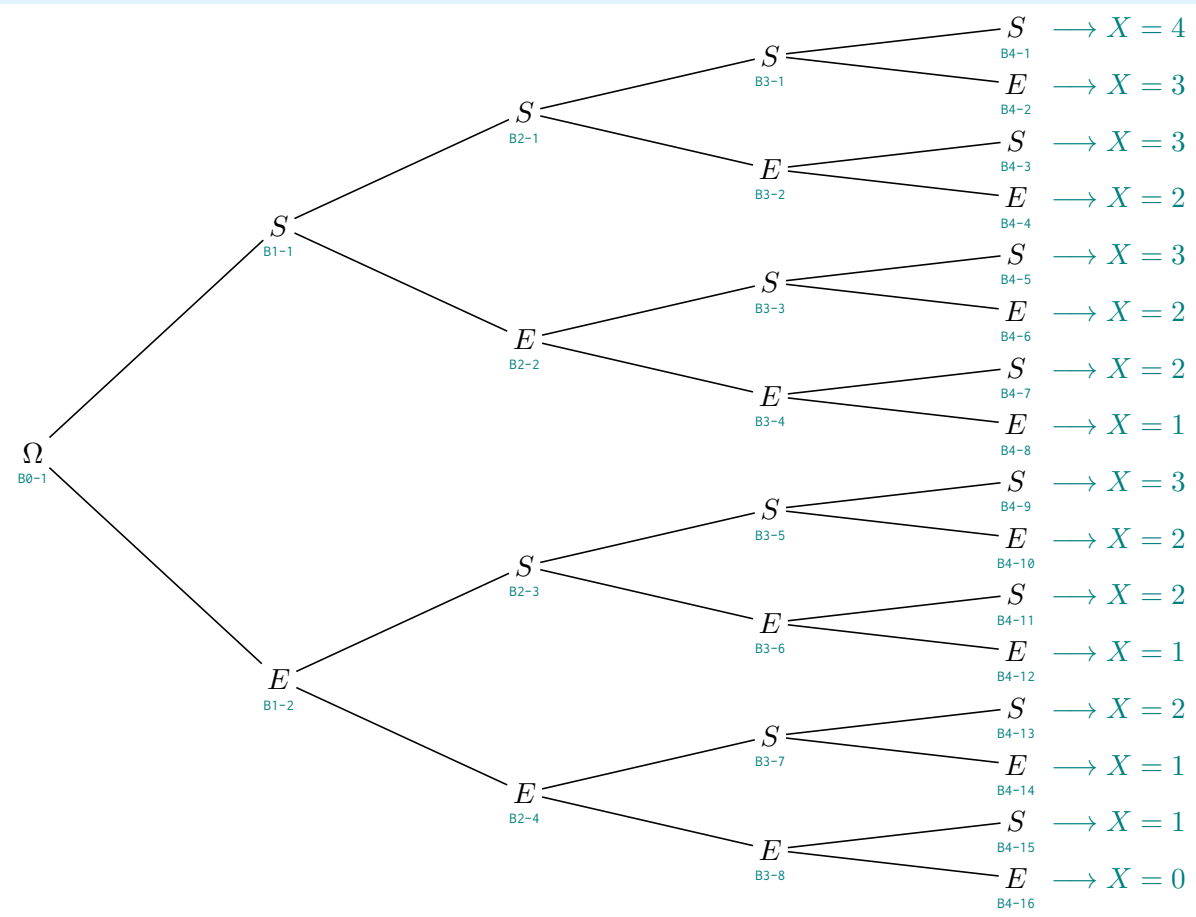 S ⟶ X = 4
B4-1
S
B3-1
E ⟶ X = 3
B4-2
S
B2-1
S ⟶ X = 3
B4-3
E
B3-2
E ⟶ X = 2
B4-4
S
B1-1
S ⟶ X = 3
B4-5
S
B3-3
E ⟶ X = 2
B4-6
E
B2-2
S ⟶ X = 2
B4-7
E
B3-4
E ⟶ X = 1
B4-8
Ω
B0-1
S ⟶ X = 3
B4-9
S
B3-5
E ⟶ X = 2
B4-10
S
B2-3
S ⟶ X = 2
B4-11
E
B3-6
E ⟶ X = 1
B4-12
E
B1-2
S ⟶ X = 2
B4-13
S
B3-7
E ⟶ X = 1
B4-14
E
B2-4
S ⟶ X = 1
B4-15
E
B3-8
E ⟶ X = 0
B4-16